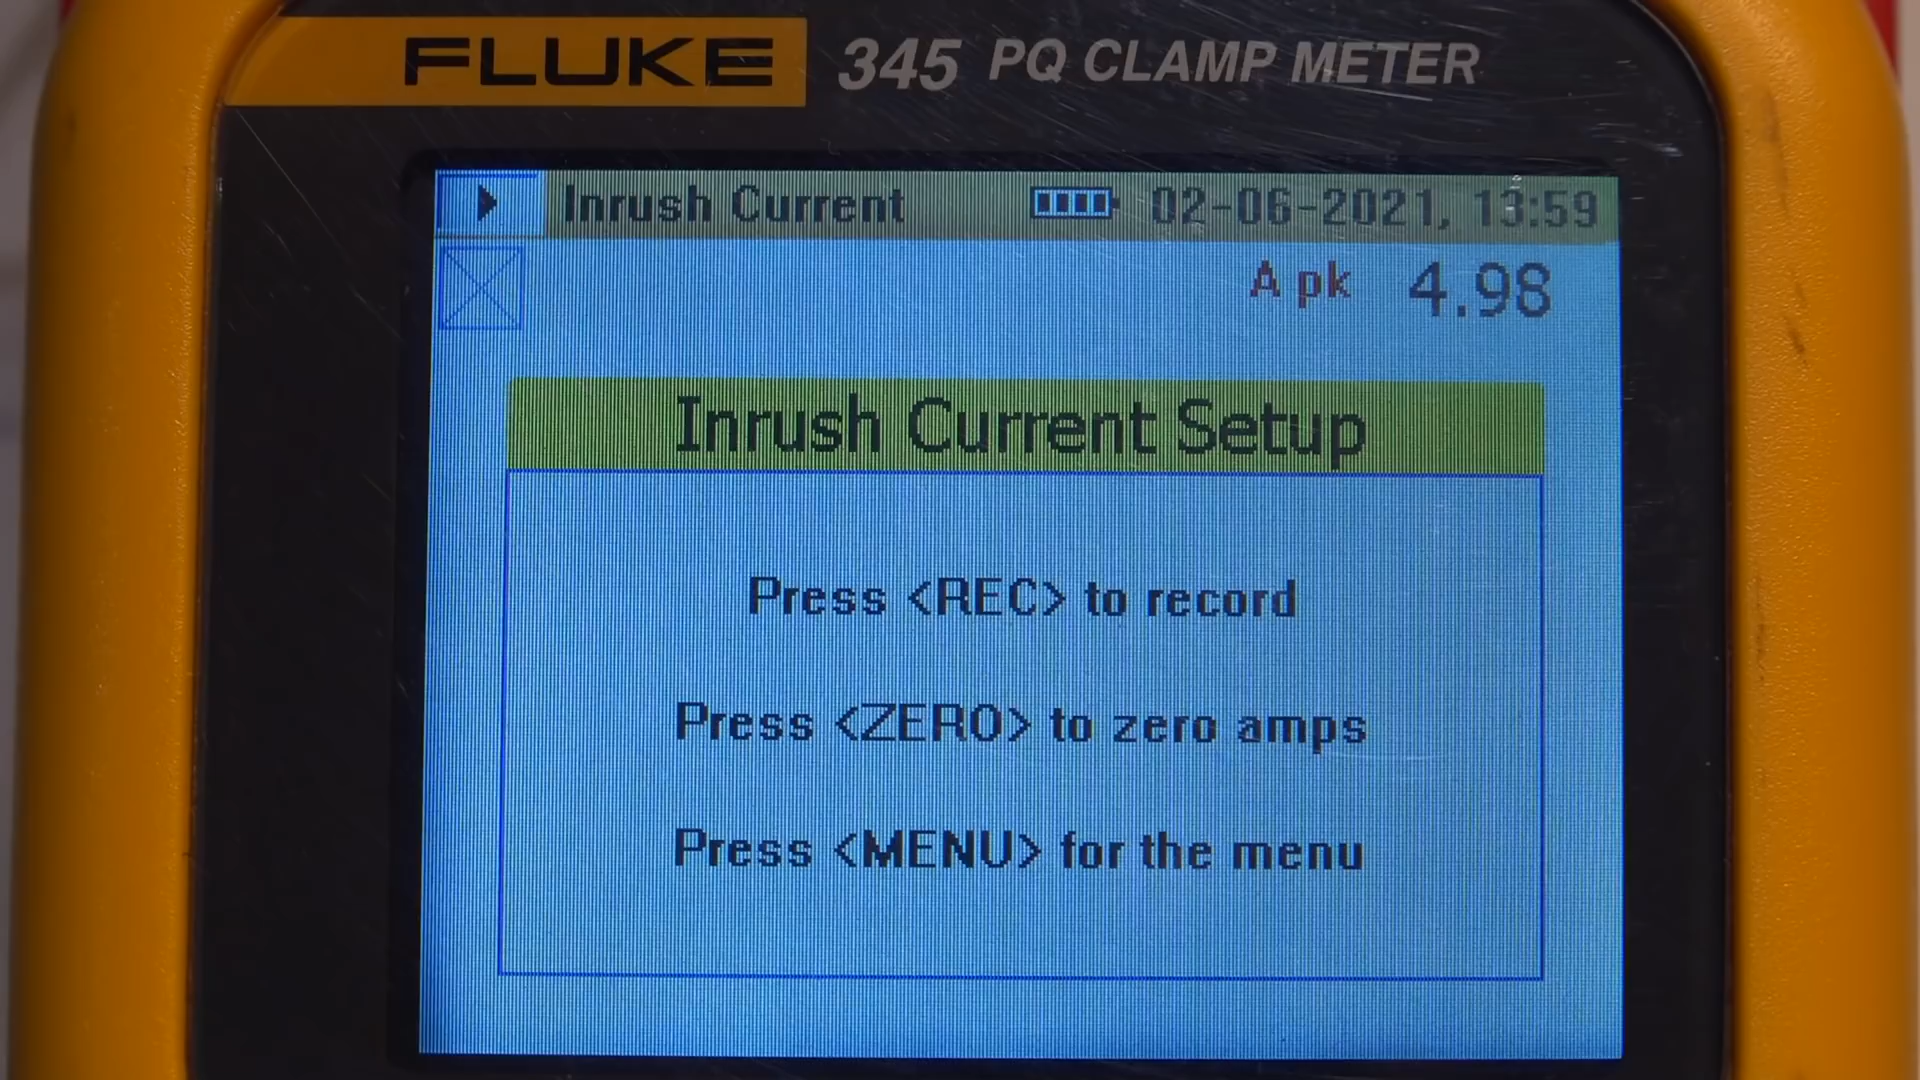 FLUKE 345 PQ CLAMP METER
Inrush Current 02-06-2021, 13:59
A pk 4.98
Inrush Current Setup
Press <REC> to record
Press <ZERO> to zero amps
Press <MENU> for the menu